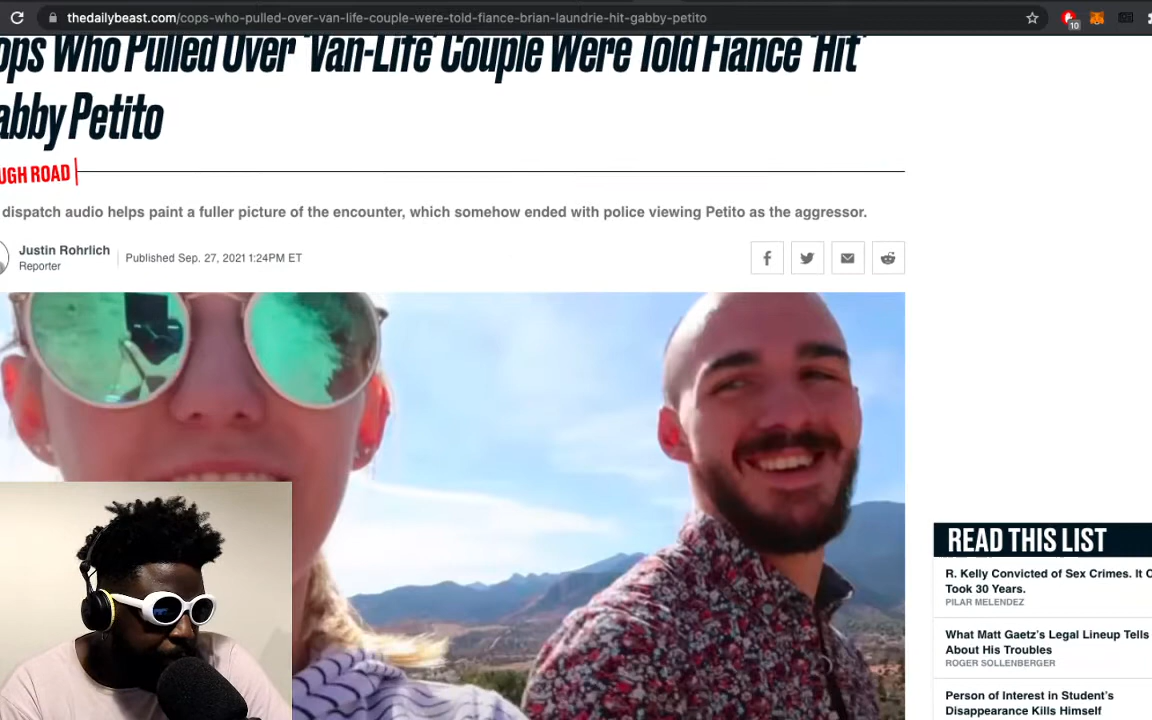 thedailybeast.com/cops-who-pulled-over-van-life-couple-were-told-fiance-brian-laundrie-hit-gabby-petito
10
ops Who Pulled Over 'Van-Life' Couple Were Told Fiance 'Hit'
abby Petito
UGH ROAD
dispatch audio helps paint a fuller picture of the encounter, which somehow ended with police viewing Petito as the aggressor.
Justin Rohrlich
Reporter
Published Sep. 27, 2021 1:24PM ET
READ THIS LIST
R. Kelly Convicted of Sex Crimes. It O
Took 30 Years.
PILAR MELENDEZ
What Matt Gaetz's Legal Lineup Tells
About His Troubles
ROGER SOLLENBERGER
Person of Interest in Student's
Disappearance Kills Himself